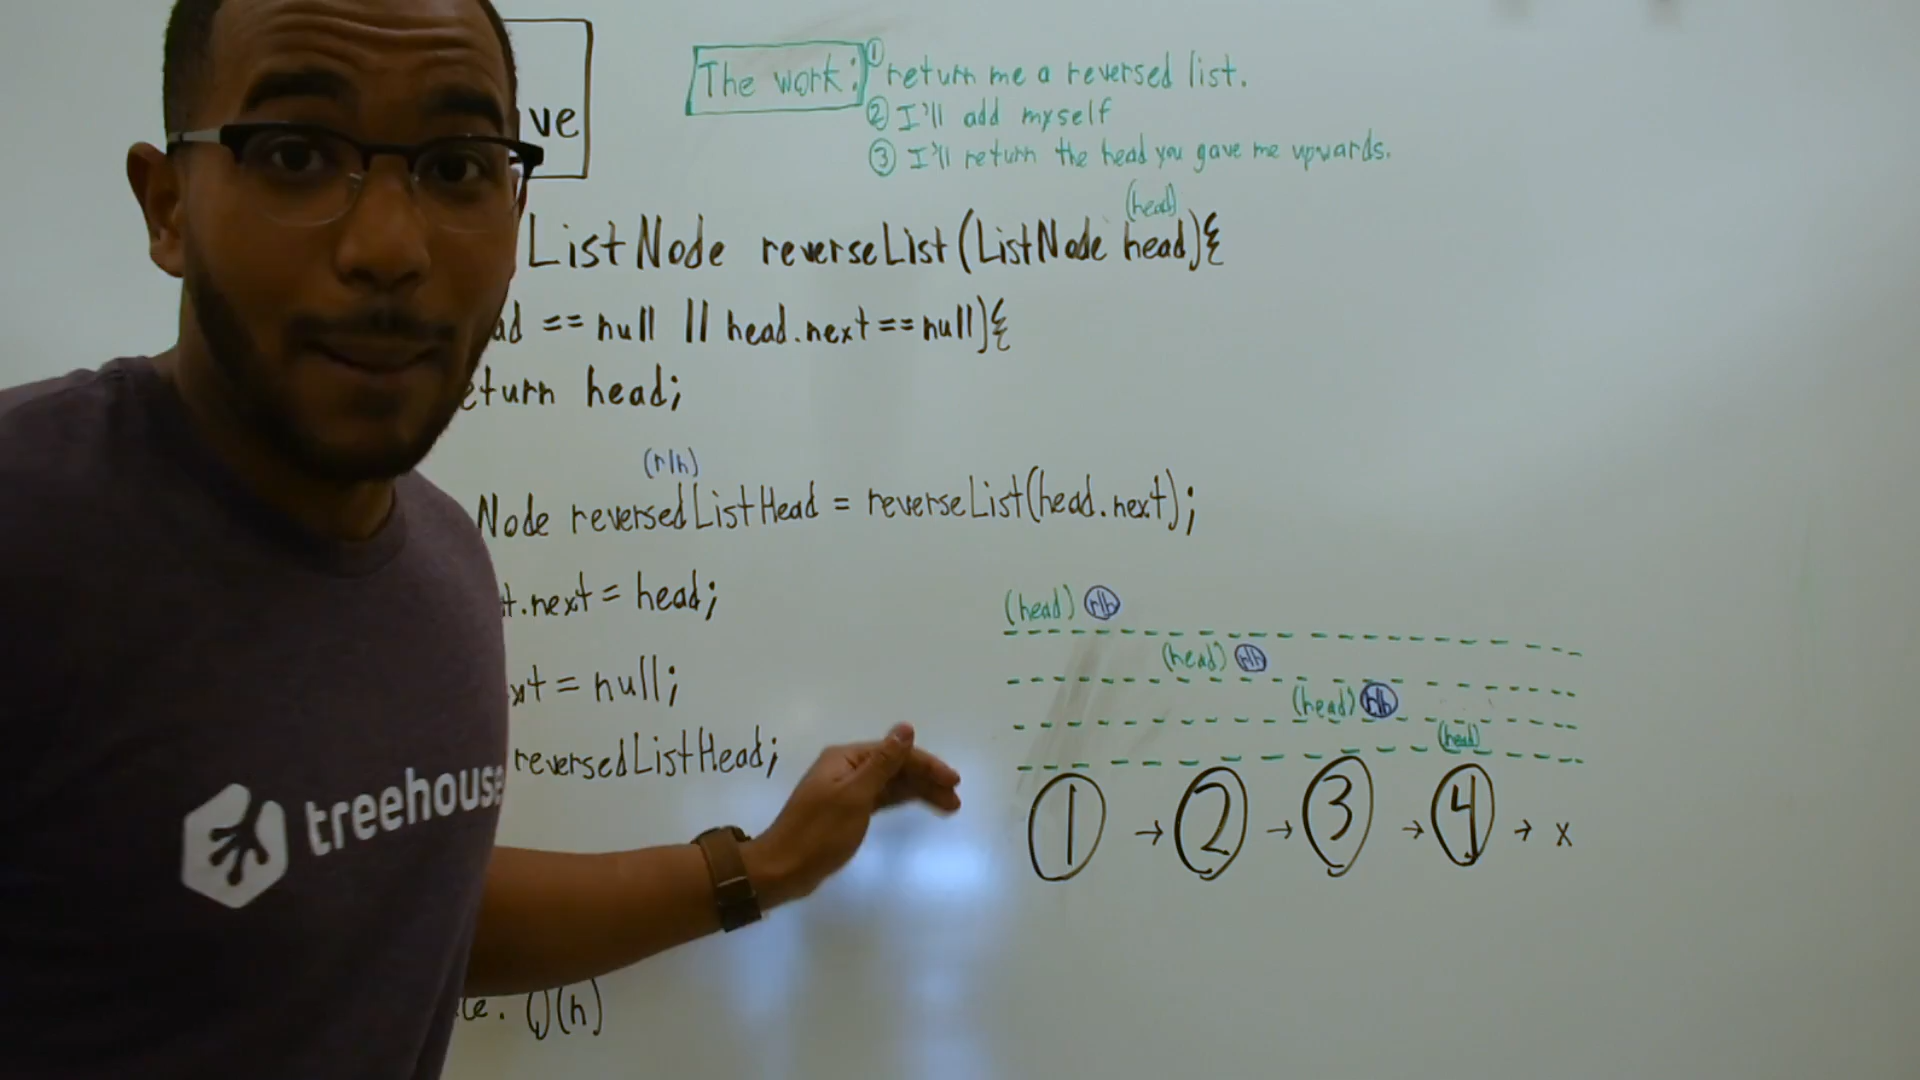 ve
The work: ① return me a reversed list.
② I'll add myself
③ I'll return the head you gave me upwards.
(head)
ListNode reverseList(ListNode head){
ad == null || head.next==null){
eturn head;
(rlh)
Node reversedListHead = reverseList(head.next);
t.next = head;
(head) rlh
(head) rlh
xt = null;
(head) rlh
(head)
reversedListHead;
treehouse
1 → 2 → 3 → 4 → x
ce. O(n)